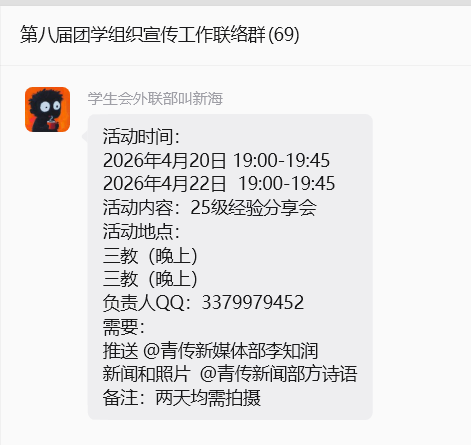 第八届团学组织宣传工作联络群(69)
学生会外联部叫新海
活动时间：
2026年4月20日 19:00-19:45
2026年4月22日  19:00-19:45
活动内容：25级经验分享会
活动地点：
三教（晚上）
三教（晚上）
负责人QQ：3379979452
需要：
推送 @青传新媒体部李知润
新闻和照片  @青传新闻部方诗语
备注：两天均需拍摄